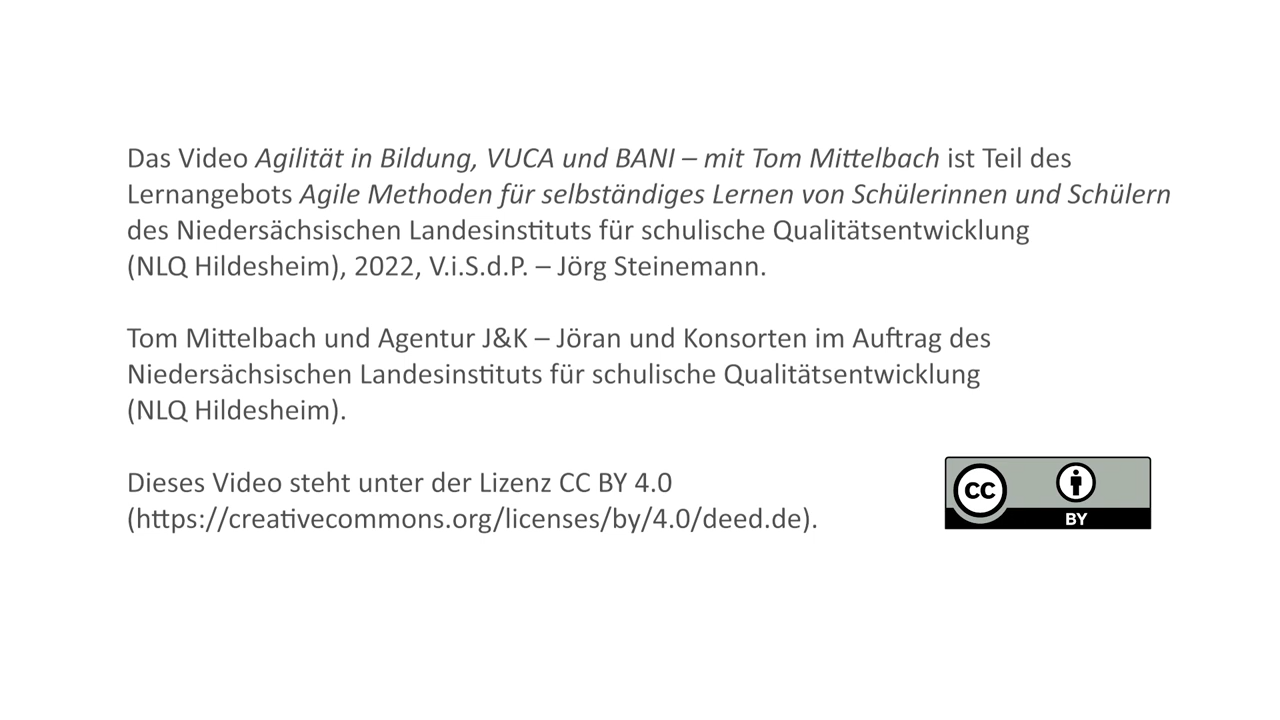 Das Video Agilität in Bildung, VUCA und BANI – mit Tom Mittelbach ist Teil des
Lernangebots Agile Methoden für selbständiges Lernen von Schülerinnen und Schülern
des Niedersächsischen Landesinstituts für schulische Qualitätsentwicklung
(NLQ Hildesheim), 2022, V.i.S.d.P. – Jörg Steinemann.
Tom Mittelbach und Agentur J&K – Jöran und Konsorten im Auftrag des
Niedersächsischen Landesinstituts für schulische Qualitätsentwicklung
(NLQ Hildesheim).
Dieses Video steht unter der Lizenz CC BY 4.0
(https://creativecommons.org/licenses/by/4.0/deed.de).
CC
BY